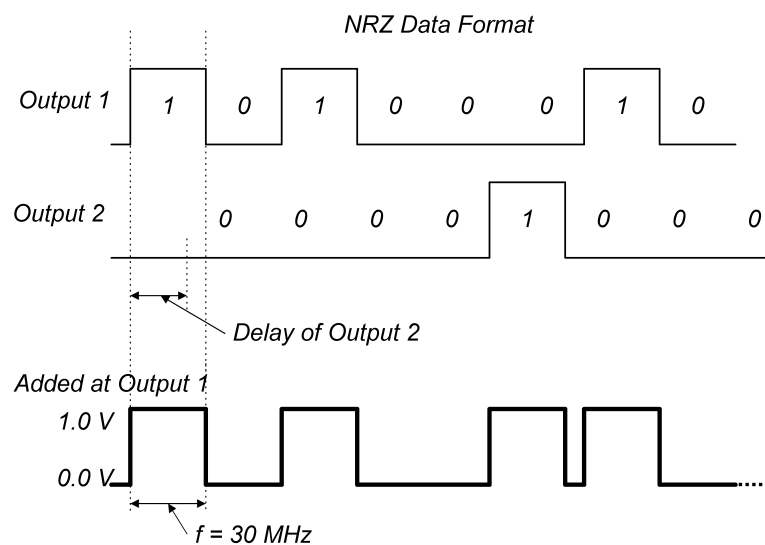 NRZ Data Format
Output 1 1 0 1 0 0 0 1 0
Output 2 0 0 0 0 1 0 0 0
Delay of Output 2
Added at Output 1
1.0 V
0.0 V
f = 30 MHz